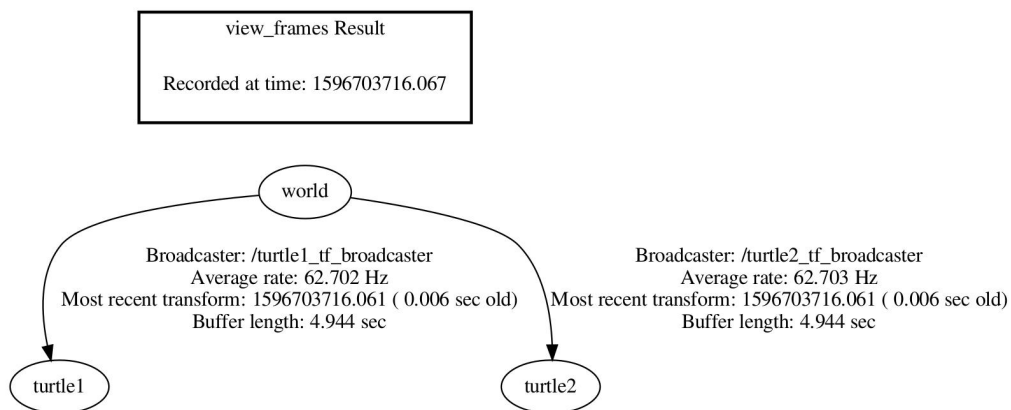 view_frames Result
Recorded at time: 1596703716.067
world
Broadcaster: /turtle1_tf_broadcaster
Average rate: 62.702 Hz
Most recent transform: 1596703716.061 ( 0.006 sec old)
Buffer length: 4.944 sec
Broadcaster: /turtle2_tf_broadcaster
Average rate: 62.703 Hz
Most recent transform: 1596703716.061 ( 0.006 sec old)
Buffer length: 4.944 sec
turtle1
turtle2